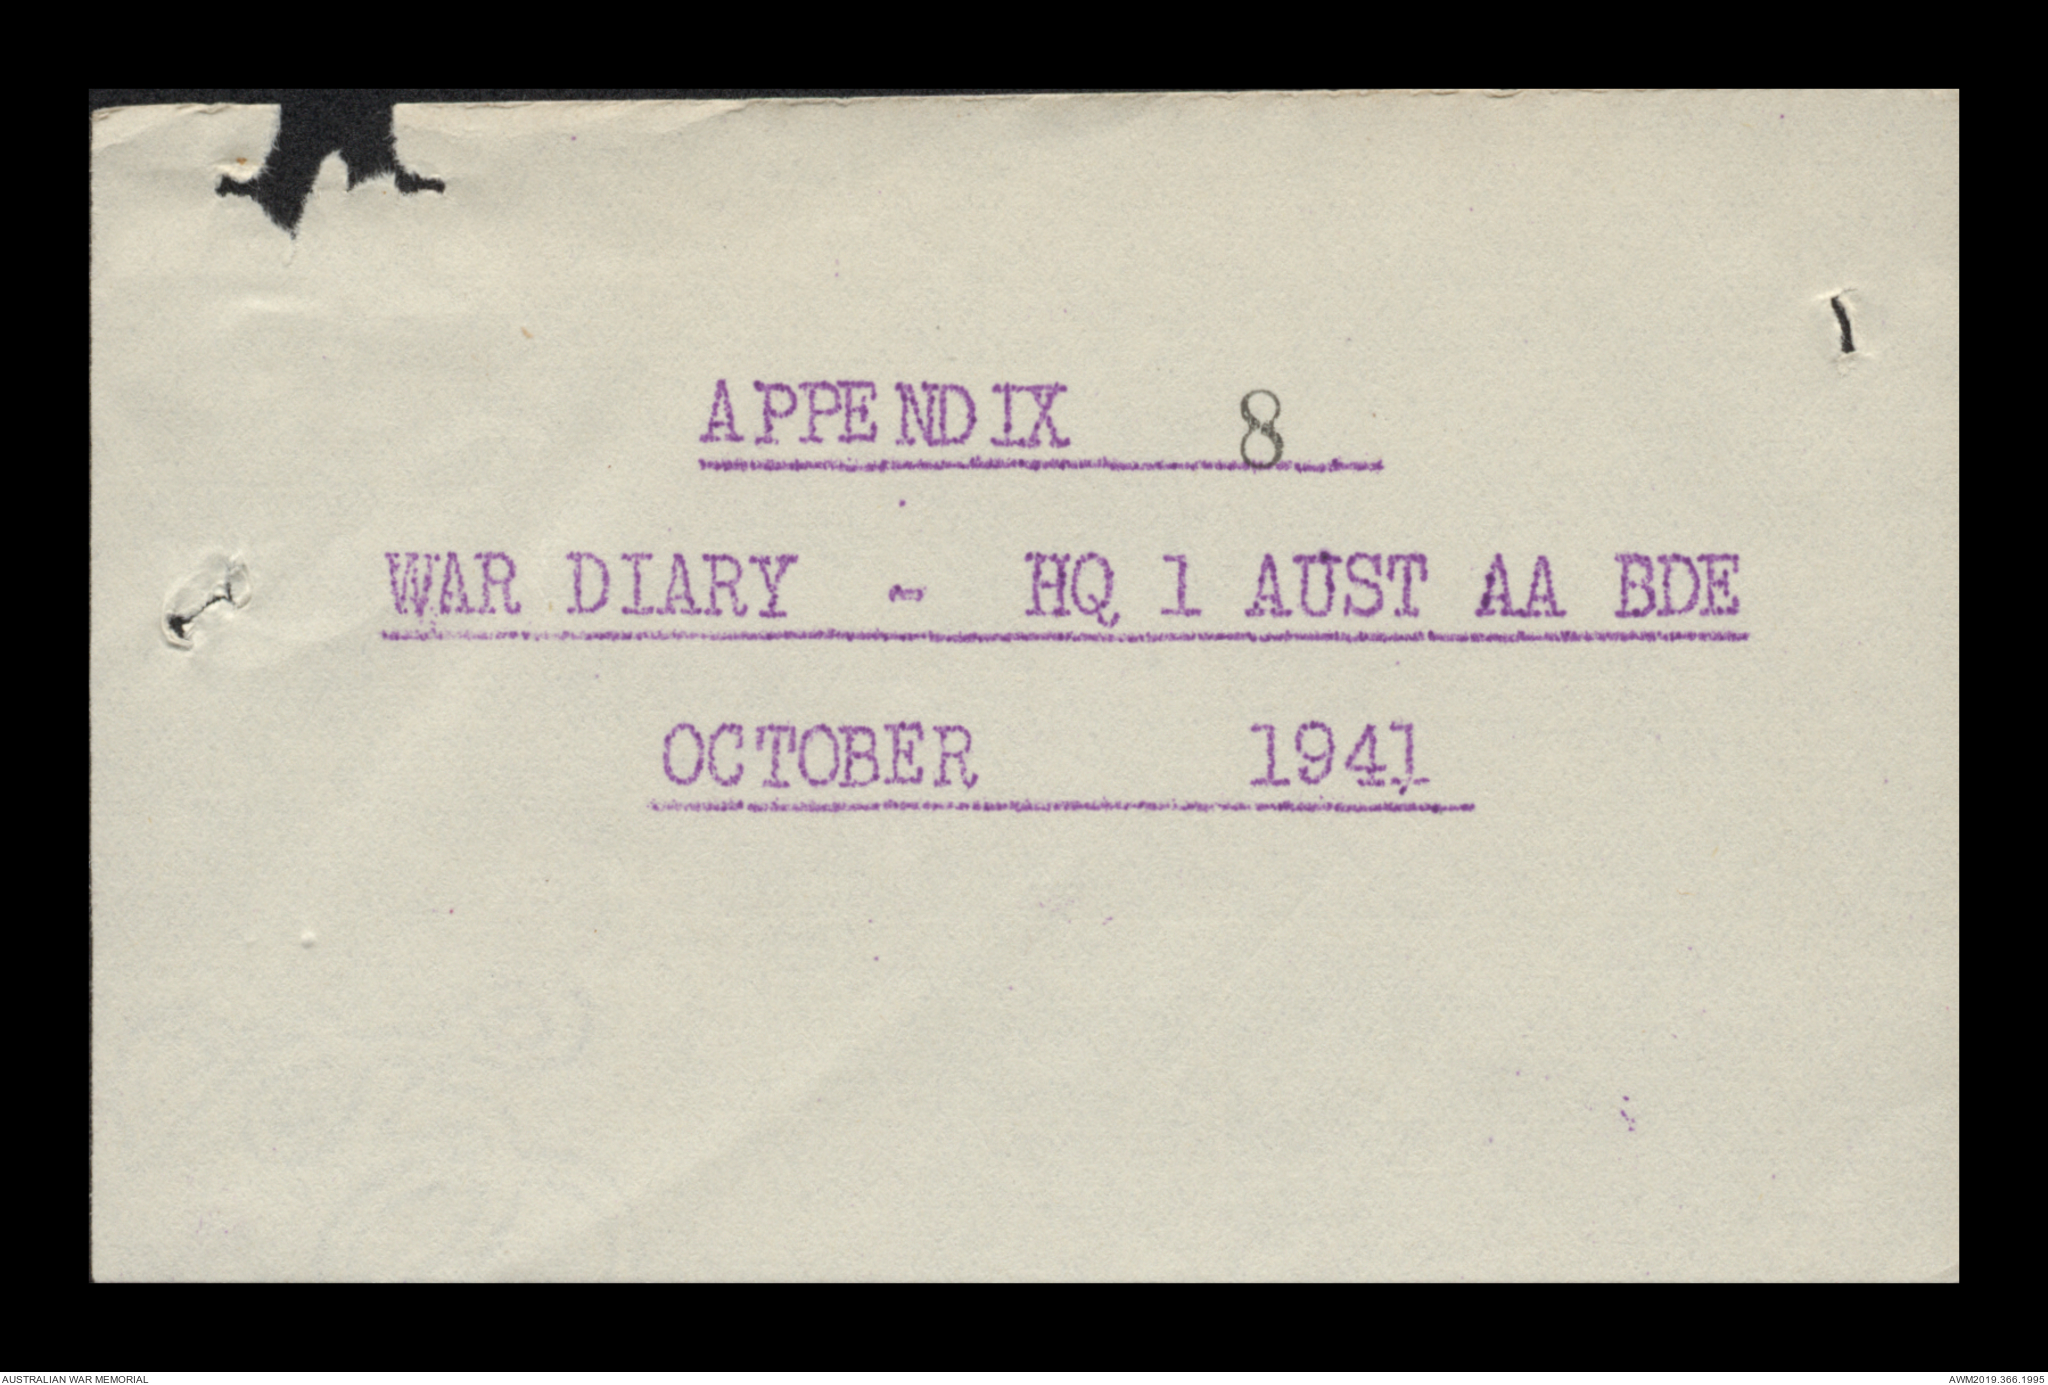 APPENDIX 8
WAR DIARY - HQ 1 AUST AA BDE
OCTOBER 1941
AUSTRALIAN WAR MEMORIAL
AWM2019.366.1995